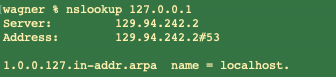 [wagner % nslookup 127.0.0.1
Server: 129.94.242.2
Address: 129.94.242.2#53
1.0.0.127.in-addr.arpa name = localhost.